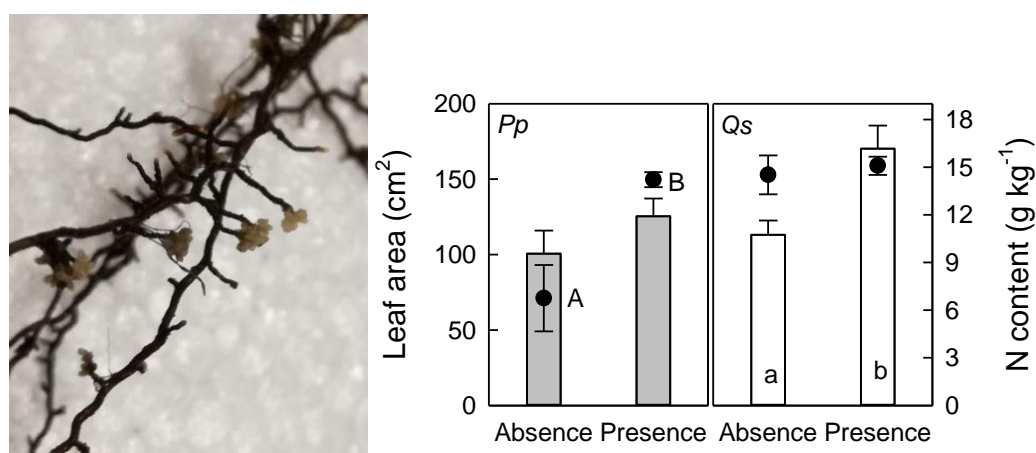 Leaf area (cm²)
200
150
100
50
0
Pp
A
B
Qs
a
b
18
15
12
9
6
3
0
N content (g kg⁻¹)
Absence Presence Absence Presence